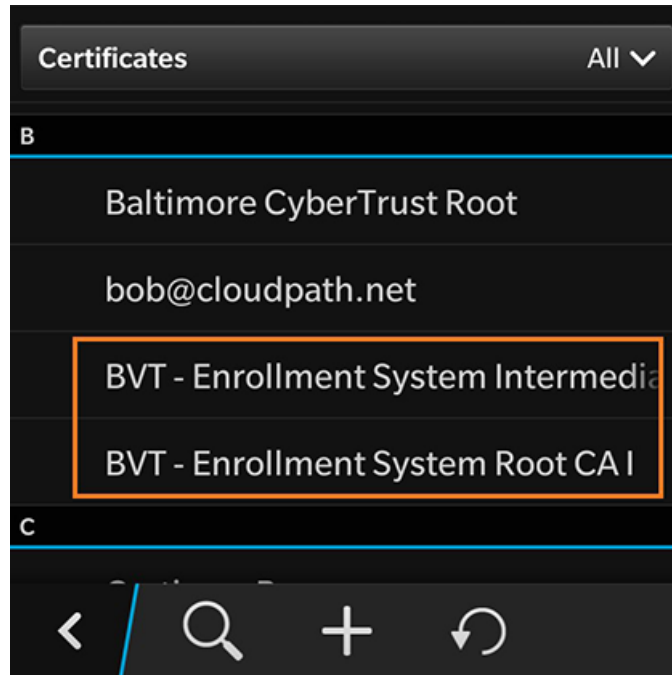 Certificates All
B
Baltimore CyberTrust Root
bob@cloudpath.net
BVT - Enrollment System Intermedia
BVT - Enrollment System Root CA I
C